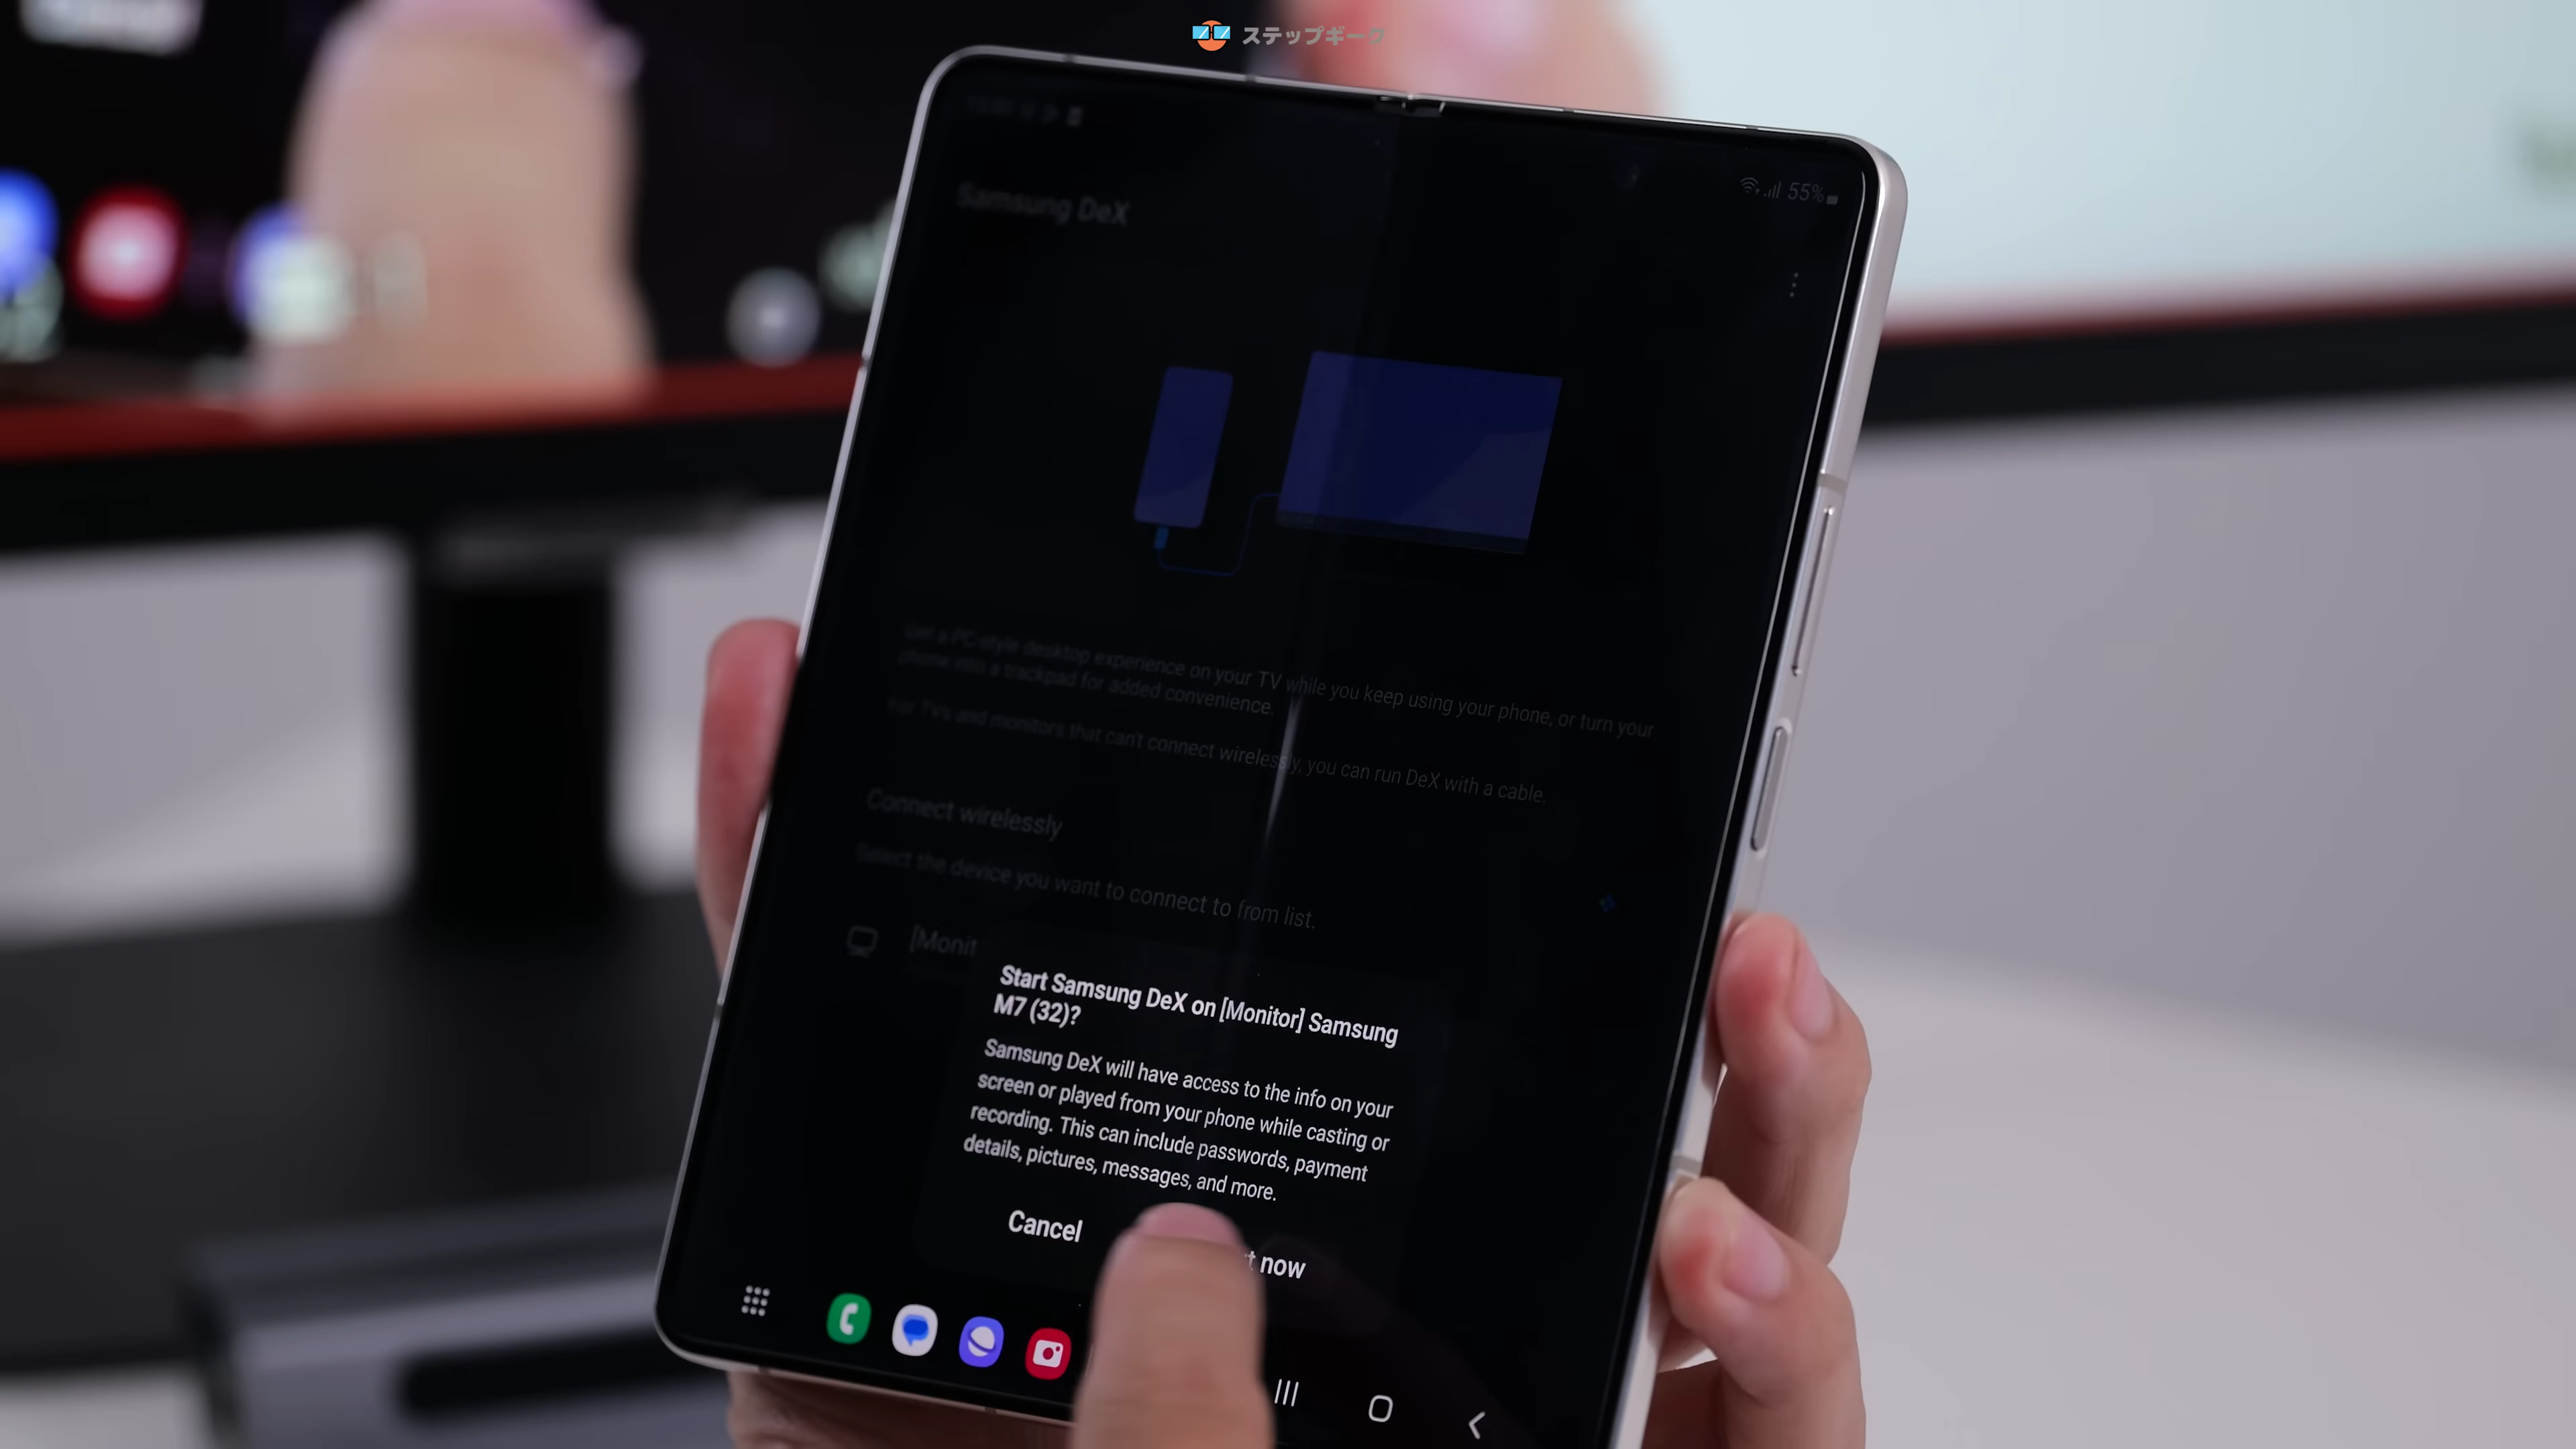 ステップギーク
55%
Samsung DeX
Get a PC-style desktop experience on your TV while you keep using your phone, or turn your
phone into a trackpad for added convenience.
For TVs and monitors that can't connect wirelessly, you can run DeX with a cable.
Connect wirelessly
Select the device you want to connect to from list.
[Monit
Start Samsung DeX on [Monitor] Samsung
M7 (32)?
Samsung DeX will have access to the info on your
screen or played from your phone while casting or
recording. This can include passwords, payment
details, pictures, messages, and more.
Cancel
t now